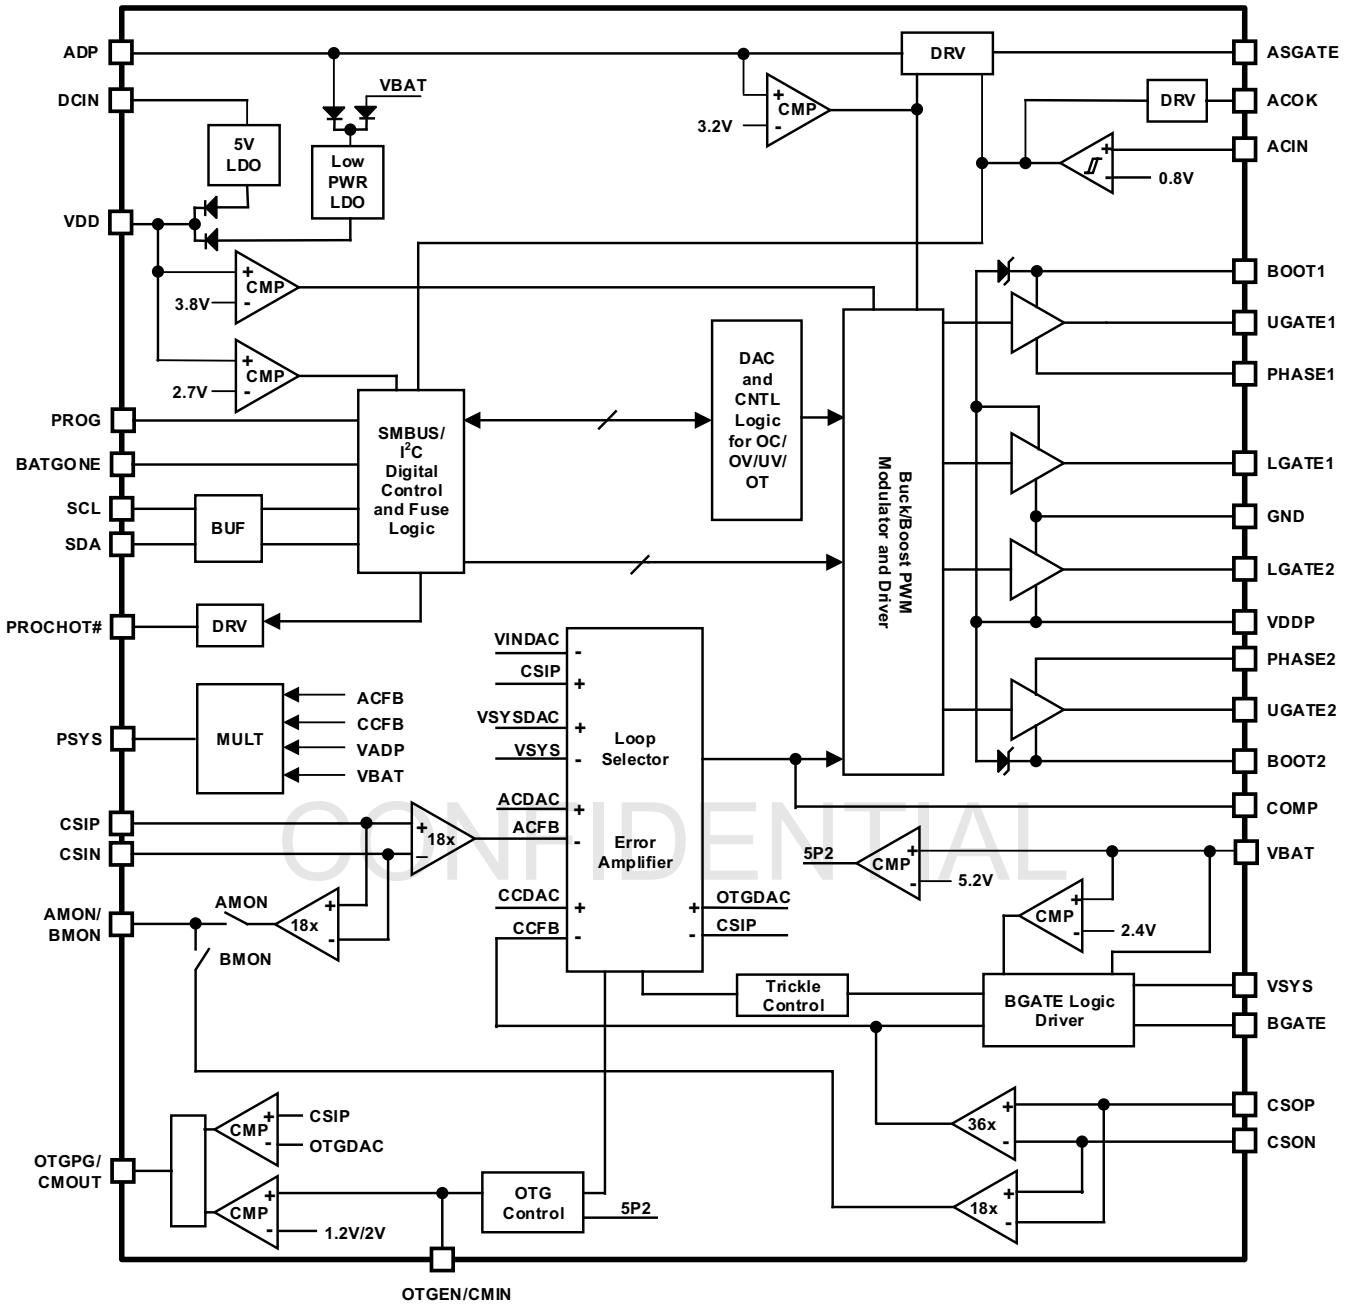 ADP
DCIN
VDD
PROG
BATGONE
SCL
SDA
PROCHOT#
PSYS
CSIP
CSIN
AMON/
BMON
OTGPG/
CMOUT
OTGEN/CMIN
ASGATE
ACOK
ACIN
BOOT1
UGATE1
PHASE1
LGATE1
GND
LGATE2
VDDP
PHASE2
UGATE2
BOOT2
COMP
VBAT
VSYS
BGATE
CSOP
CSON
VBAT
5V
LDO
Low
PWR
LDO
+
CMP
-
3.2V
DRV
DRV
+
-
0.8V
+
CMP
-
3.8V
+
CMP
-
2.7V
SMBUS/
I²C
Digital
Control
and Fuse
Logic
BUF
DRV
DAC
and
CNTL
Logic
for OC/
OV/UV/
OT
Buck/Boost PWM
Modulator and Driver
MULT
ACFB
CCFB
VADP
VBAT
VINDAC
-
CSIP
+
VSYSDAC
+
VSYS
-
ACDAC
+
ACFB
-
CCDAC
+
CCFB
-
Loop
Selector
Error
Amplifier
+
OTGDAC
-
CSIP
CONFIDENTIAL
+
18x
–
AMON
BMON
+
18x
-
5P2
+
CMP
-
5.2V
+
CMP
-
2.4V
Trickle
Control
BGATE Logic
Driver
+
36x
-
+
18x
-
+
CMP
-
CSIP
OTGDAC
+
CMP
-
1.2V/2V
OTG
Control
5P2